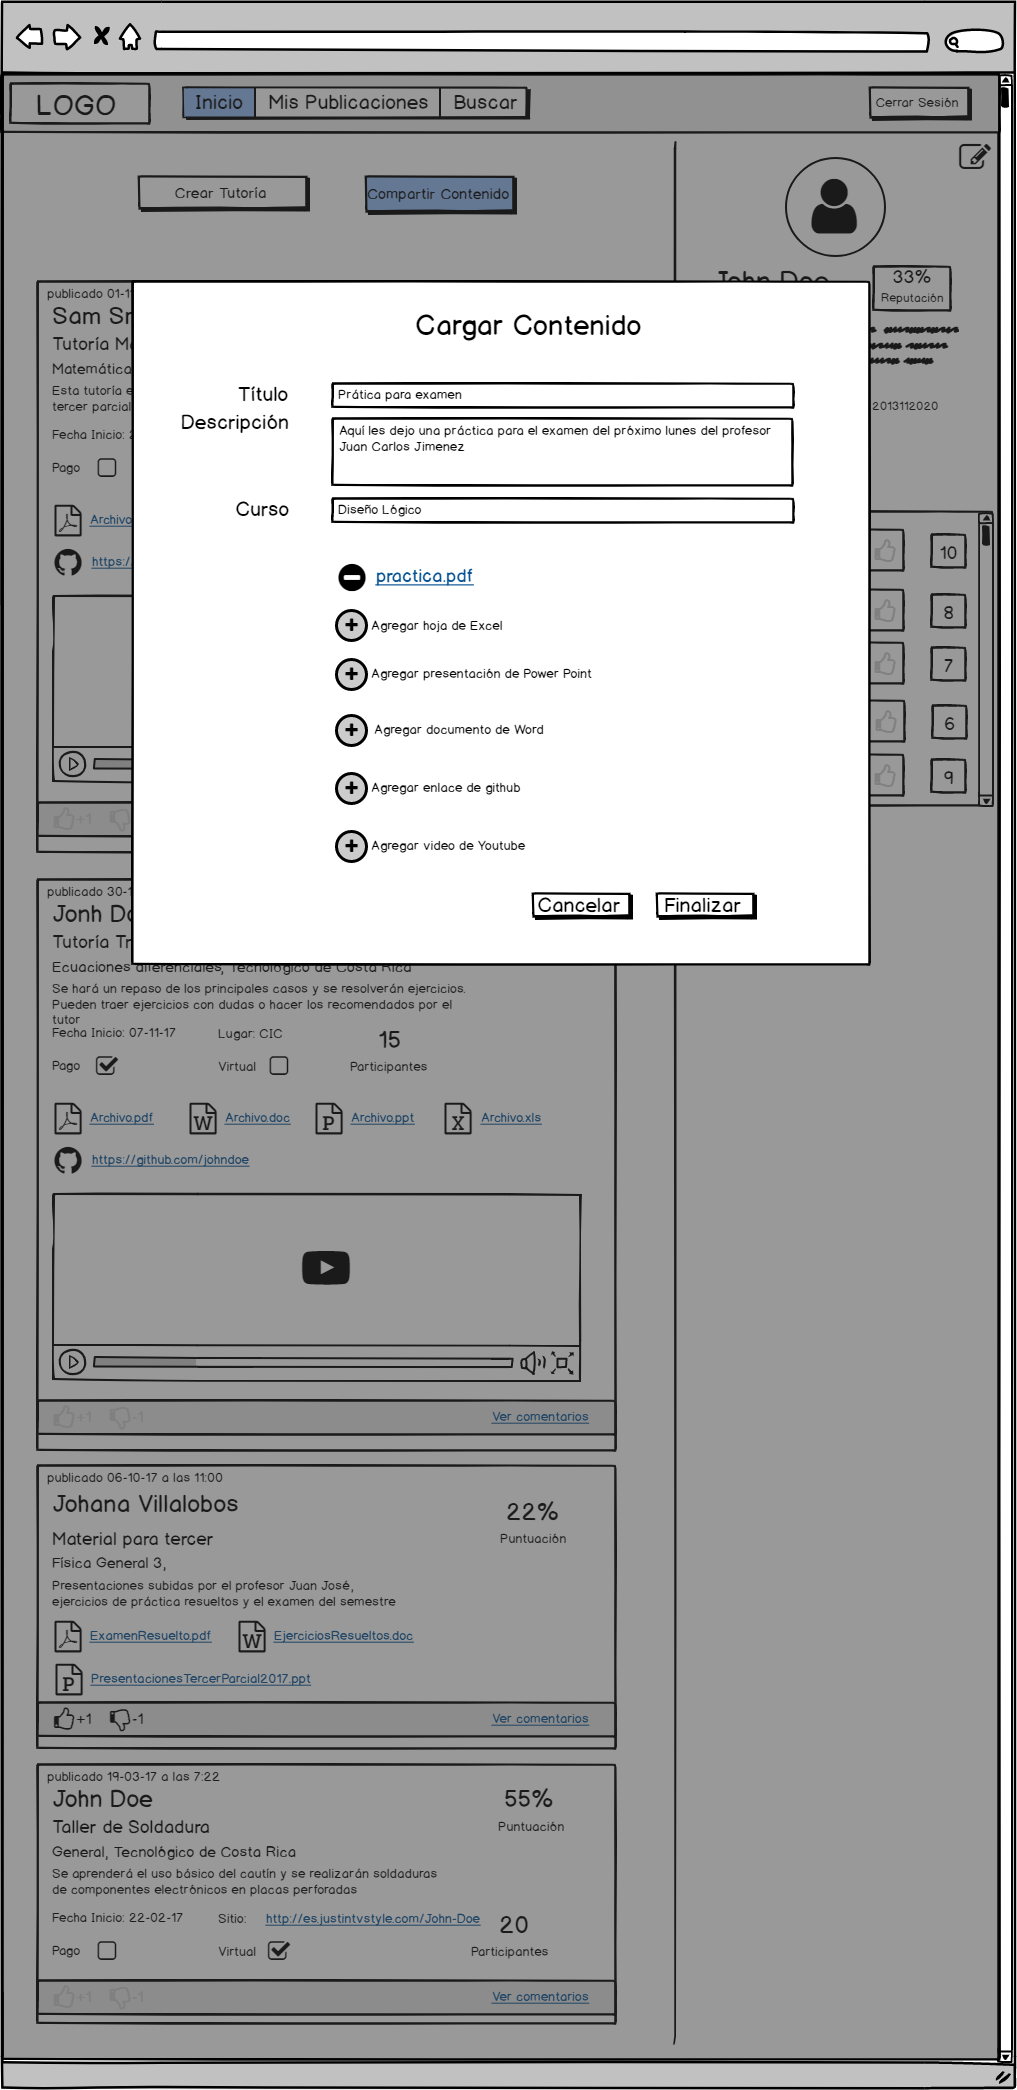 LOGO
Inicio
Mis Publicaciones
Buscar
Cerrar Sesión
Crear Tutoría
Compartir Contenido
33%
Reputación
2013112020
10
8
7
6
9
publicado 01-1
Sam
Tutoría
Matemática
Esta tutoría
tercer parcial
Fecha Inicio:
Pago
Archivo
https:/
+1
Cargar Contenido
Título
Prática para examen
Descripción
Aquí les dejo una práctica para el examen del próximo lunes del profesor
Juan Carlos Jimenez
Curso
Diseño Lógico
practica.pdf
Agregar hoja de Excel
Agregar presentación de Power Point
Agregar documento de Word
Agregar enlace de github
Agregar video de Youtube
Cancelar
Finalizar
publicado 30-
Jonh
Tutoría
Ecuaciones diferenciales, Tecnológico de Costa Rica
Se hará un repaso de los principales casos y se resolverán ejercicios.
Pueden traer ejercicios con dudas o hacer los recomendados por el
tutor
Fecha Inicio: 07-11-17
Lugar: CIC
15
Pago
Virtual
Participantes
Archivo.pdf
Archivo.doc
Archivo.ppt
Archivo.xls
https://github.com/johndoe
+1
-1
Ver comentarios
publicado 06-10-17 a las 11:00
Johana Villalobos
22%
Puntuación
Material para tercer
Física General 3,
Presentaciones subidas por el profesor Juan José,
ejercicios de práctica resueltos y el examen del semestre
ExamenResuelto.pdf
EjerciciosResueltos.doc
PresentacionesTercerParcial2017.ppt
+1
-1
Ver comentarios
publicado 19-03-17 a las 7:22
John Doe
55%
Puntuación
Taller de Soldadura
General, Tecnológico de Costa Rica
Se aprenderá el uso básico del cautín y se realizarán soldaduras
de componentes electrónicos en placas perforadas
Fecha Inicio: 22-02-17
Sitio:
http://es.justintvstyle.com/John-Doe
20
Pago
Virtual
Participantes
+1
-1
Ver comentarios